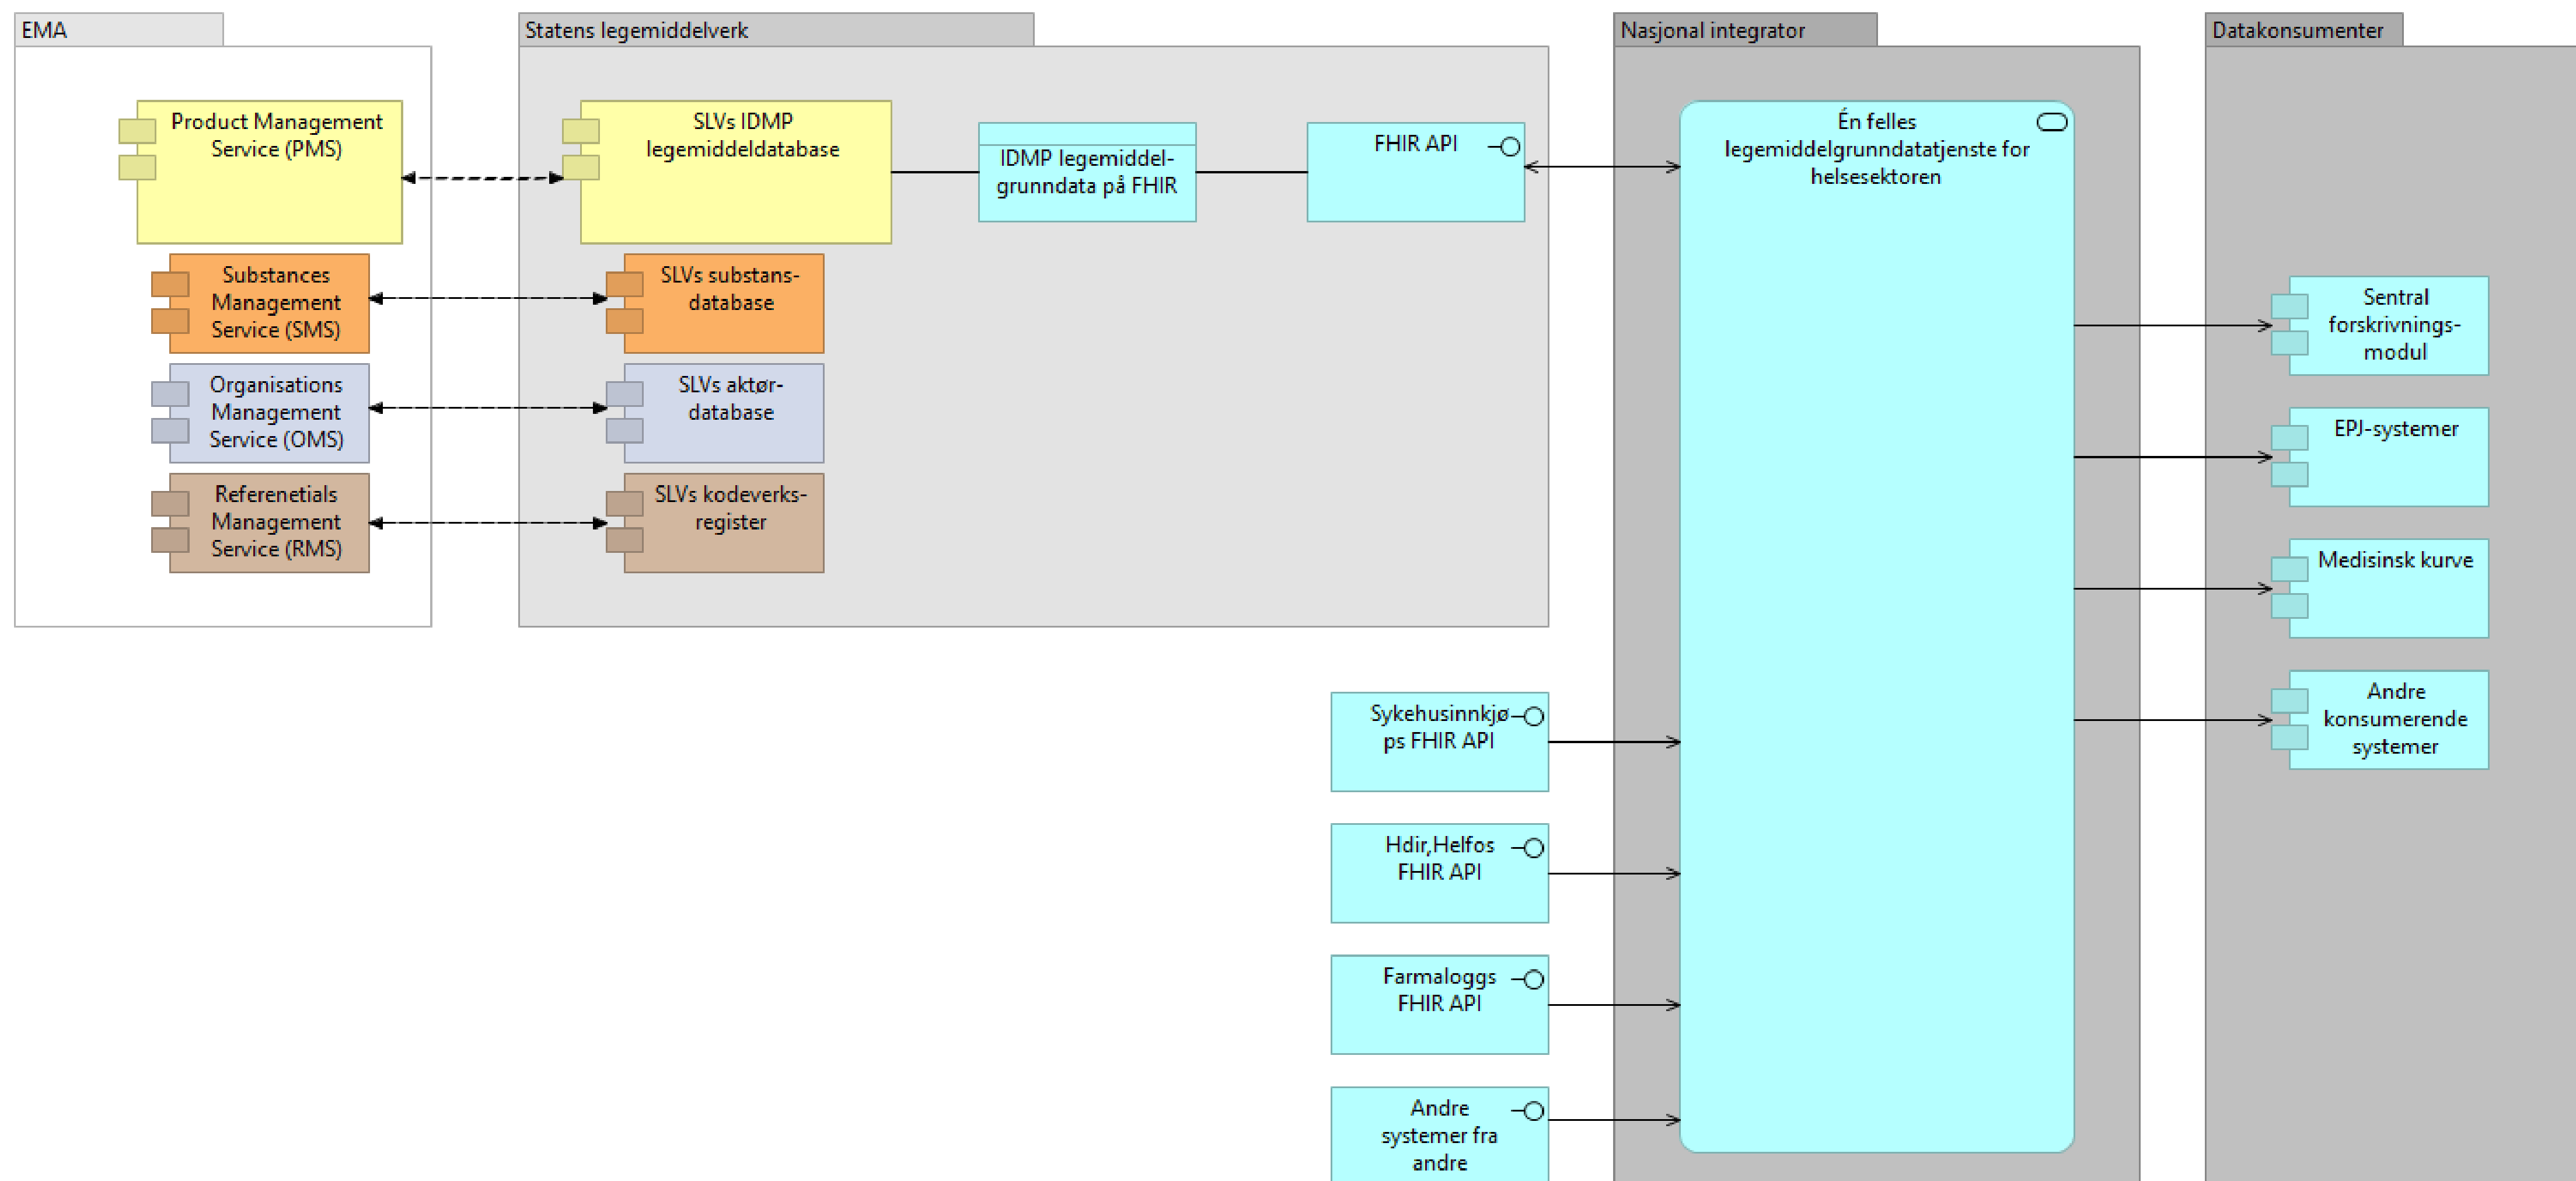 EMA
Product Management
Service (PMS)
Substances
Management
Service (SMS)
Organisations
Management
Service (OMS)
Referenetials
Management
Service (RMS)
Statens legemiddelverk
SLVs IDMP
legemiddeldatabase
IDMP legemiddel-
grunndata på FHIR
FHIR API
SLVs substans-
database
SLVs aktør-
database
SLVs kodeverks-
register
Sykehusinnkjø
ps FHIR API
Hdir,Helfos
FHIR API
Farmaloggs
FHIR API
Andre
systemer fra
andre
Nasjonal integrator
Én felles
legemiddelgrunndatatjenste for
helsesektoren
Datakonsumenter
Sentral
forskrivnings-
modul
EPJ-systemer
Medisinsk kurve
Andre
konsumerende
systemer